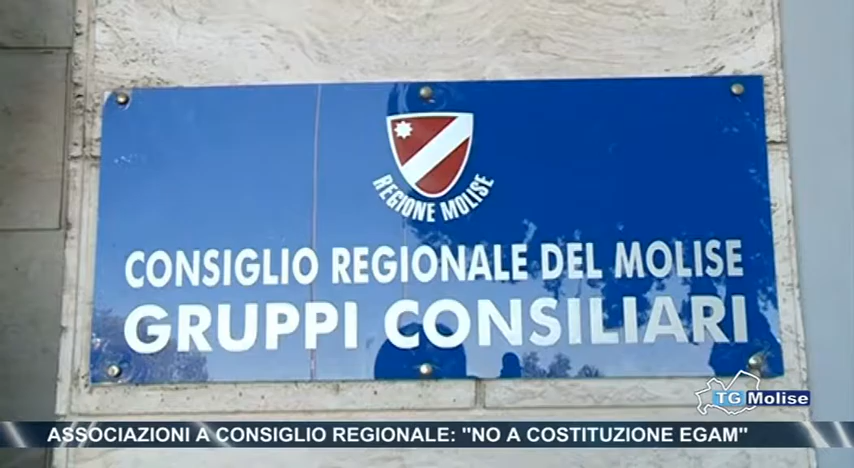 REGIONE MOLISE
CONSIGLIO REGIONALE DEL MOLISE
GRUPPI CONSILIARI
TG Molise
ASSOCIAZIONI A CONSIGLIO REGIONALE: "NO A COSTITUZIONE EGAM"